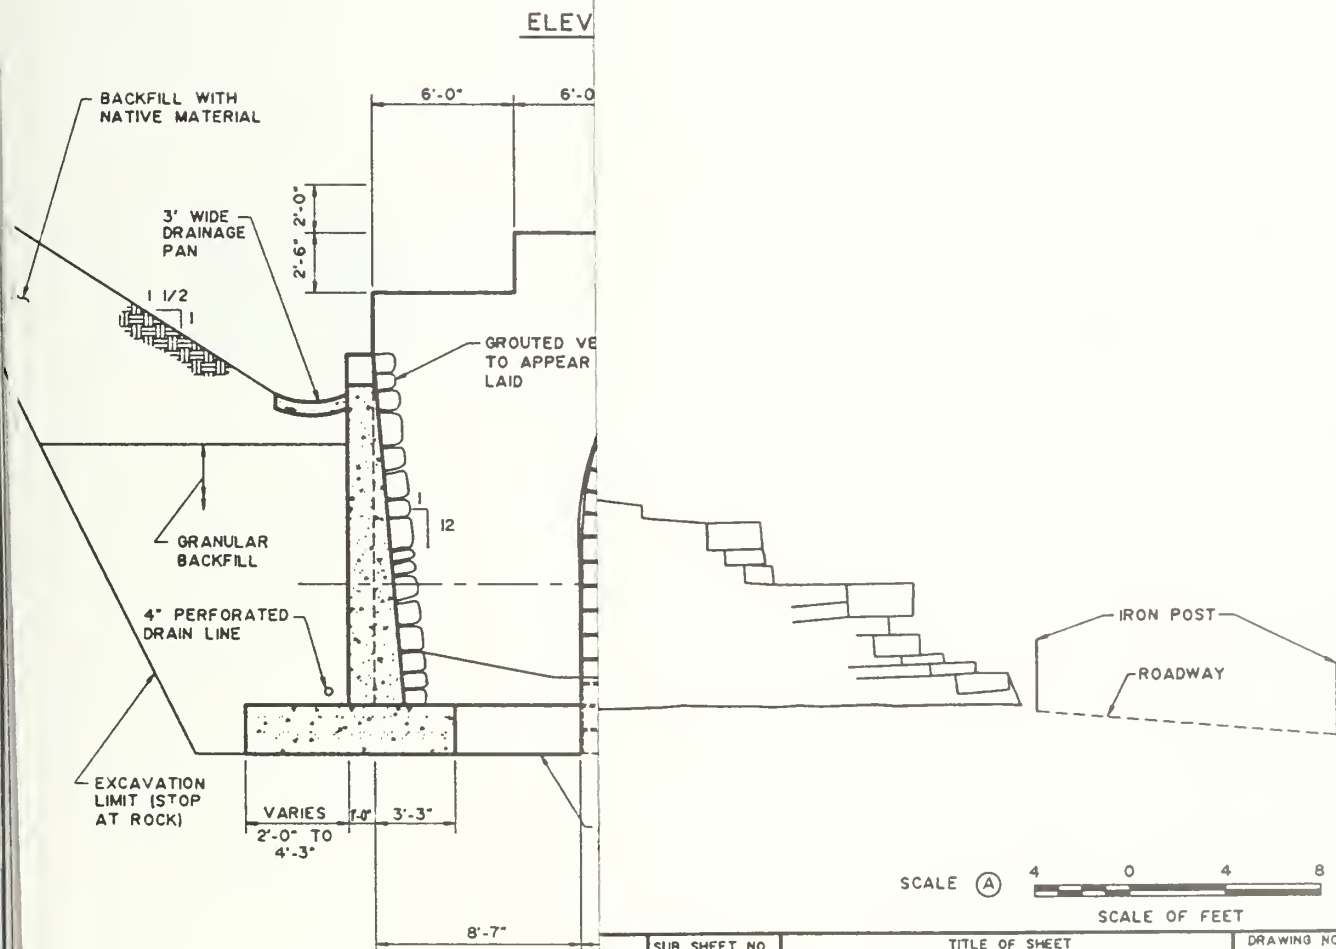 ELEV
BACKFILL WITH
NATIVE MATERIAL
6'-0"
6'-0
2'-0"
2'-6"
3' WIDE
DRAINAGE
PAN
1 1/2
1
GROUTED VE
TO APPEAR
LAID
1
12
GRANULAR
BACKFILL
4" PERFORATED
DRAIN LINE
IRON POST
ROADWAY
EXCAVATION
LIMIT (STOP
AT ROCK)
VARIES
2'-0" TO
4'-3"
1'-0"
3'-3"
8'-7"
SCALE A
4 0 4 8
SCALE OF FEET
SUB SHEET NO.
TITLE OF SHEET
DRAWING NO